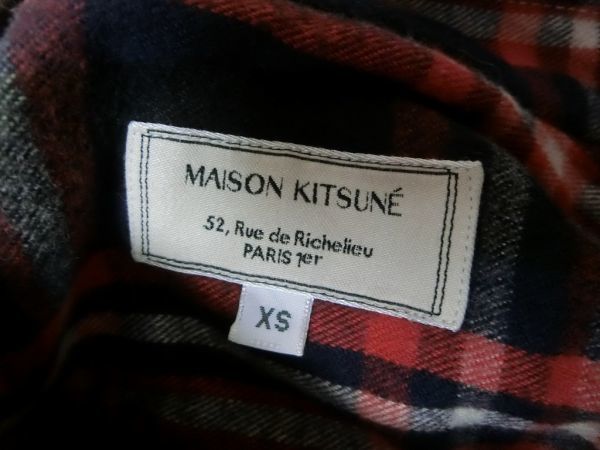 MAISON KITSUNÉ
52, Rue de Richelieu
PARIS 1er
XS